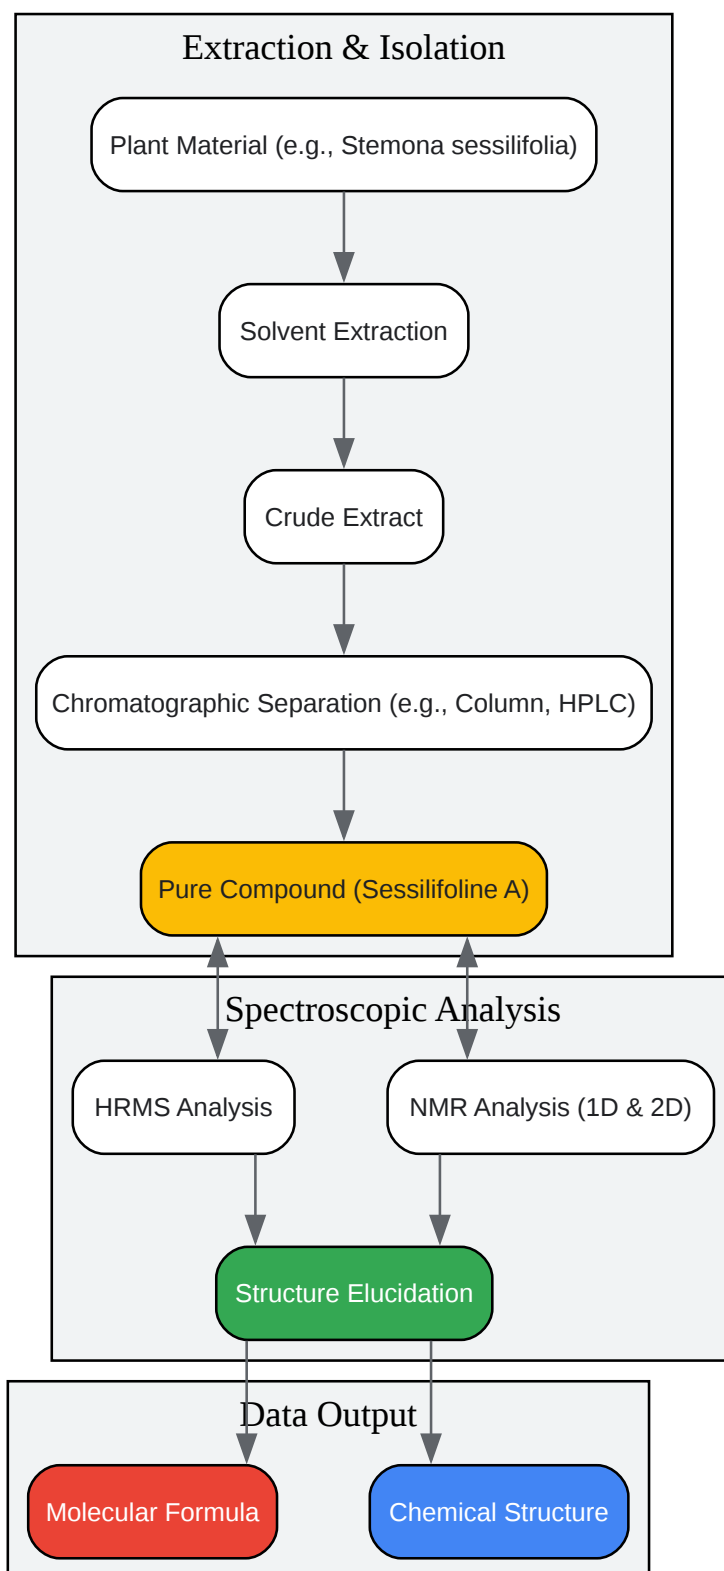 Extraction & Isolation
Plant Material (e.g., Stemona sessilifolia)
Solvent Extraction
Crude Extract
Chromatographic Separation (e.g., Column, HPLC)
Pure Compound (Sessilifoline A)
Spectroscopic Analysis
HRMS Analysis
NMR Analysis (1D & 2D)
Structure Elucidation
Data Output
Molecular Formula
Chemical Structure